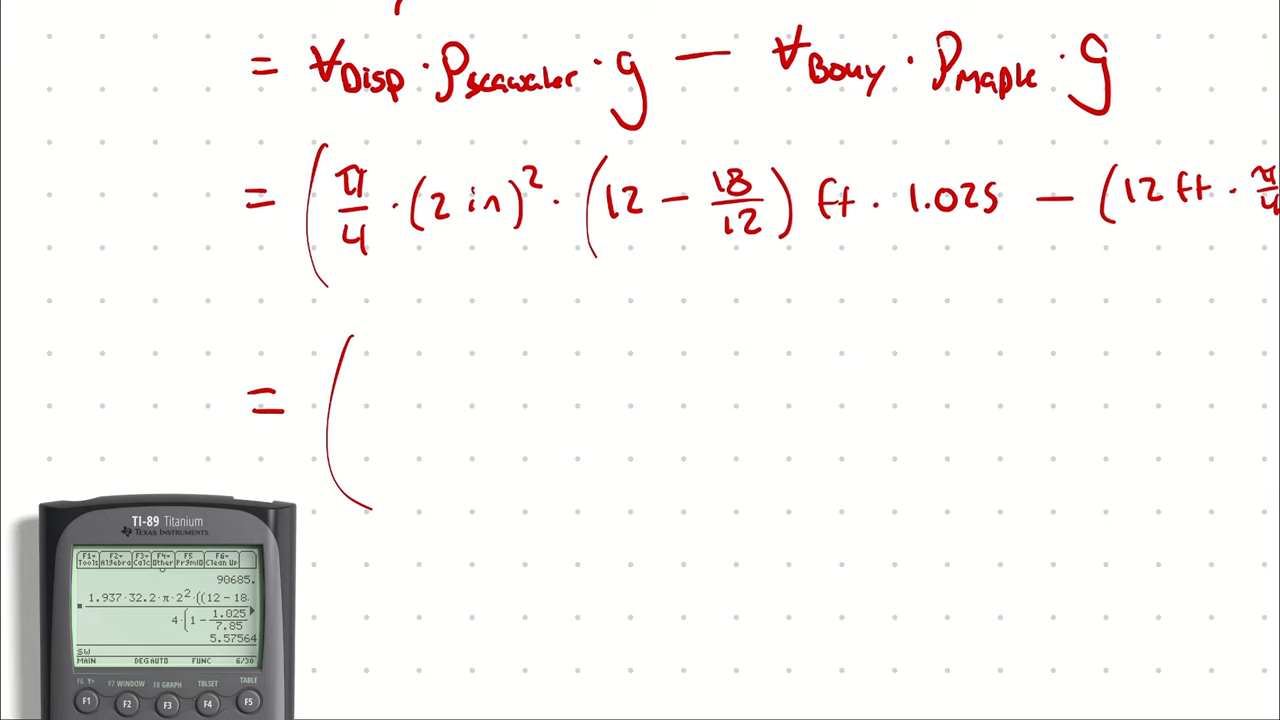 = ∀Disp · ρseawater · g — ∀Bouy · ρMaple · g
= ( π/4 · (2 in)² · (12 − 18/12) ft · 1.025 — (12 ft · π/4
= (
TI-89 Titanium
TEXAS INSTRUMENTS
F1 F2 F3 F4 F5 F6
Tools Algebra Calc Other PrgmIO Clean Up
90685.
1.937·32.2·π·2²·((12−18
4·(1−1.025/7.85
5.57564
SW
MAIN DEG AUTO FUNC 6/30
F6 Y= F7 WINDOW F8 GRAPH TBLSET TABLE
F1 F2 F3 F4 F5